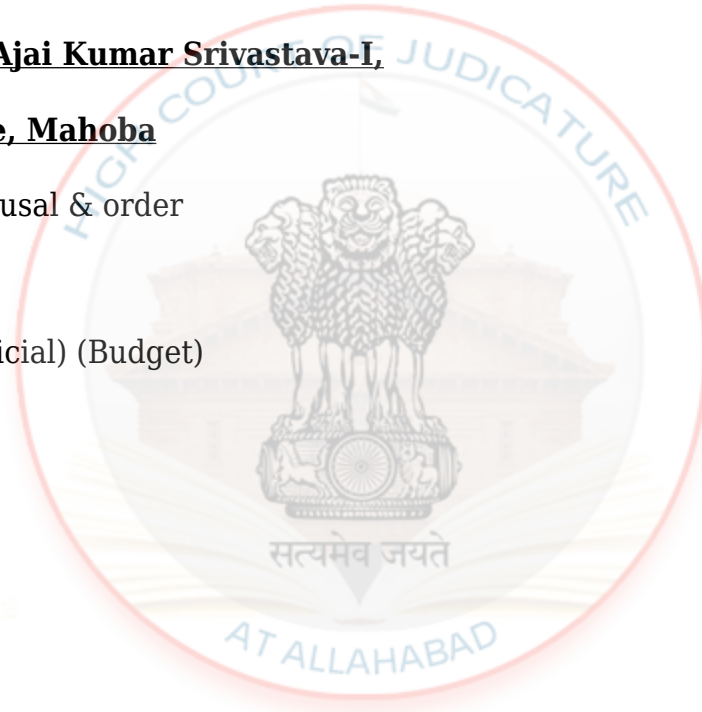 Ajai Kumar Srivastava-I,
e, Mahoba
usal & order
icial) (Budget)
HIGH COURT OF JUDICATURE
सत्यमेव जयते
AT ALLAHABAD